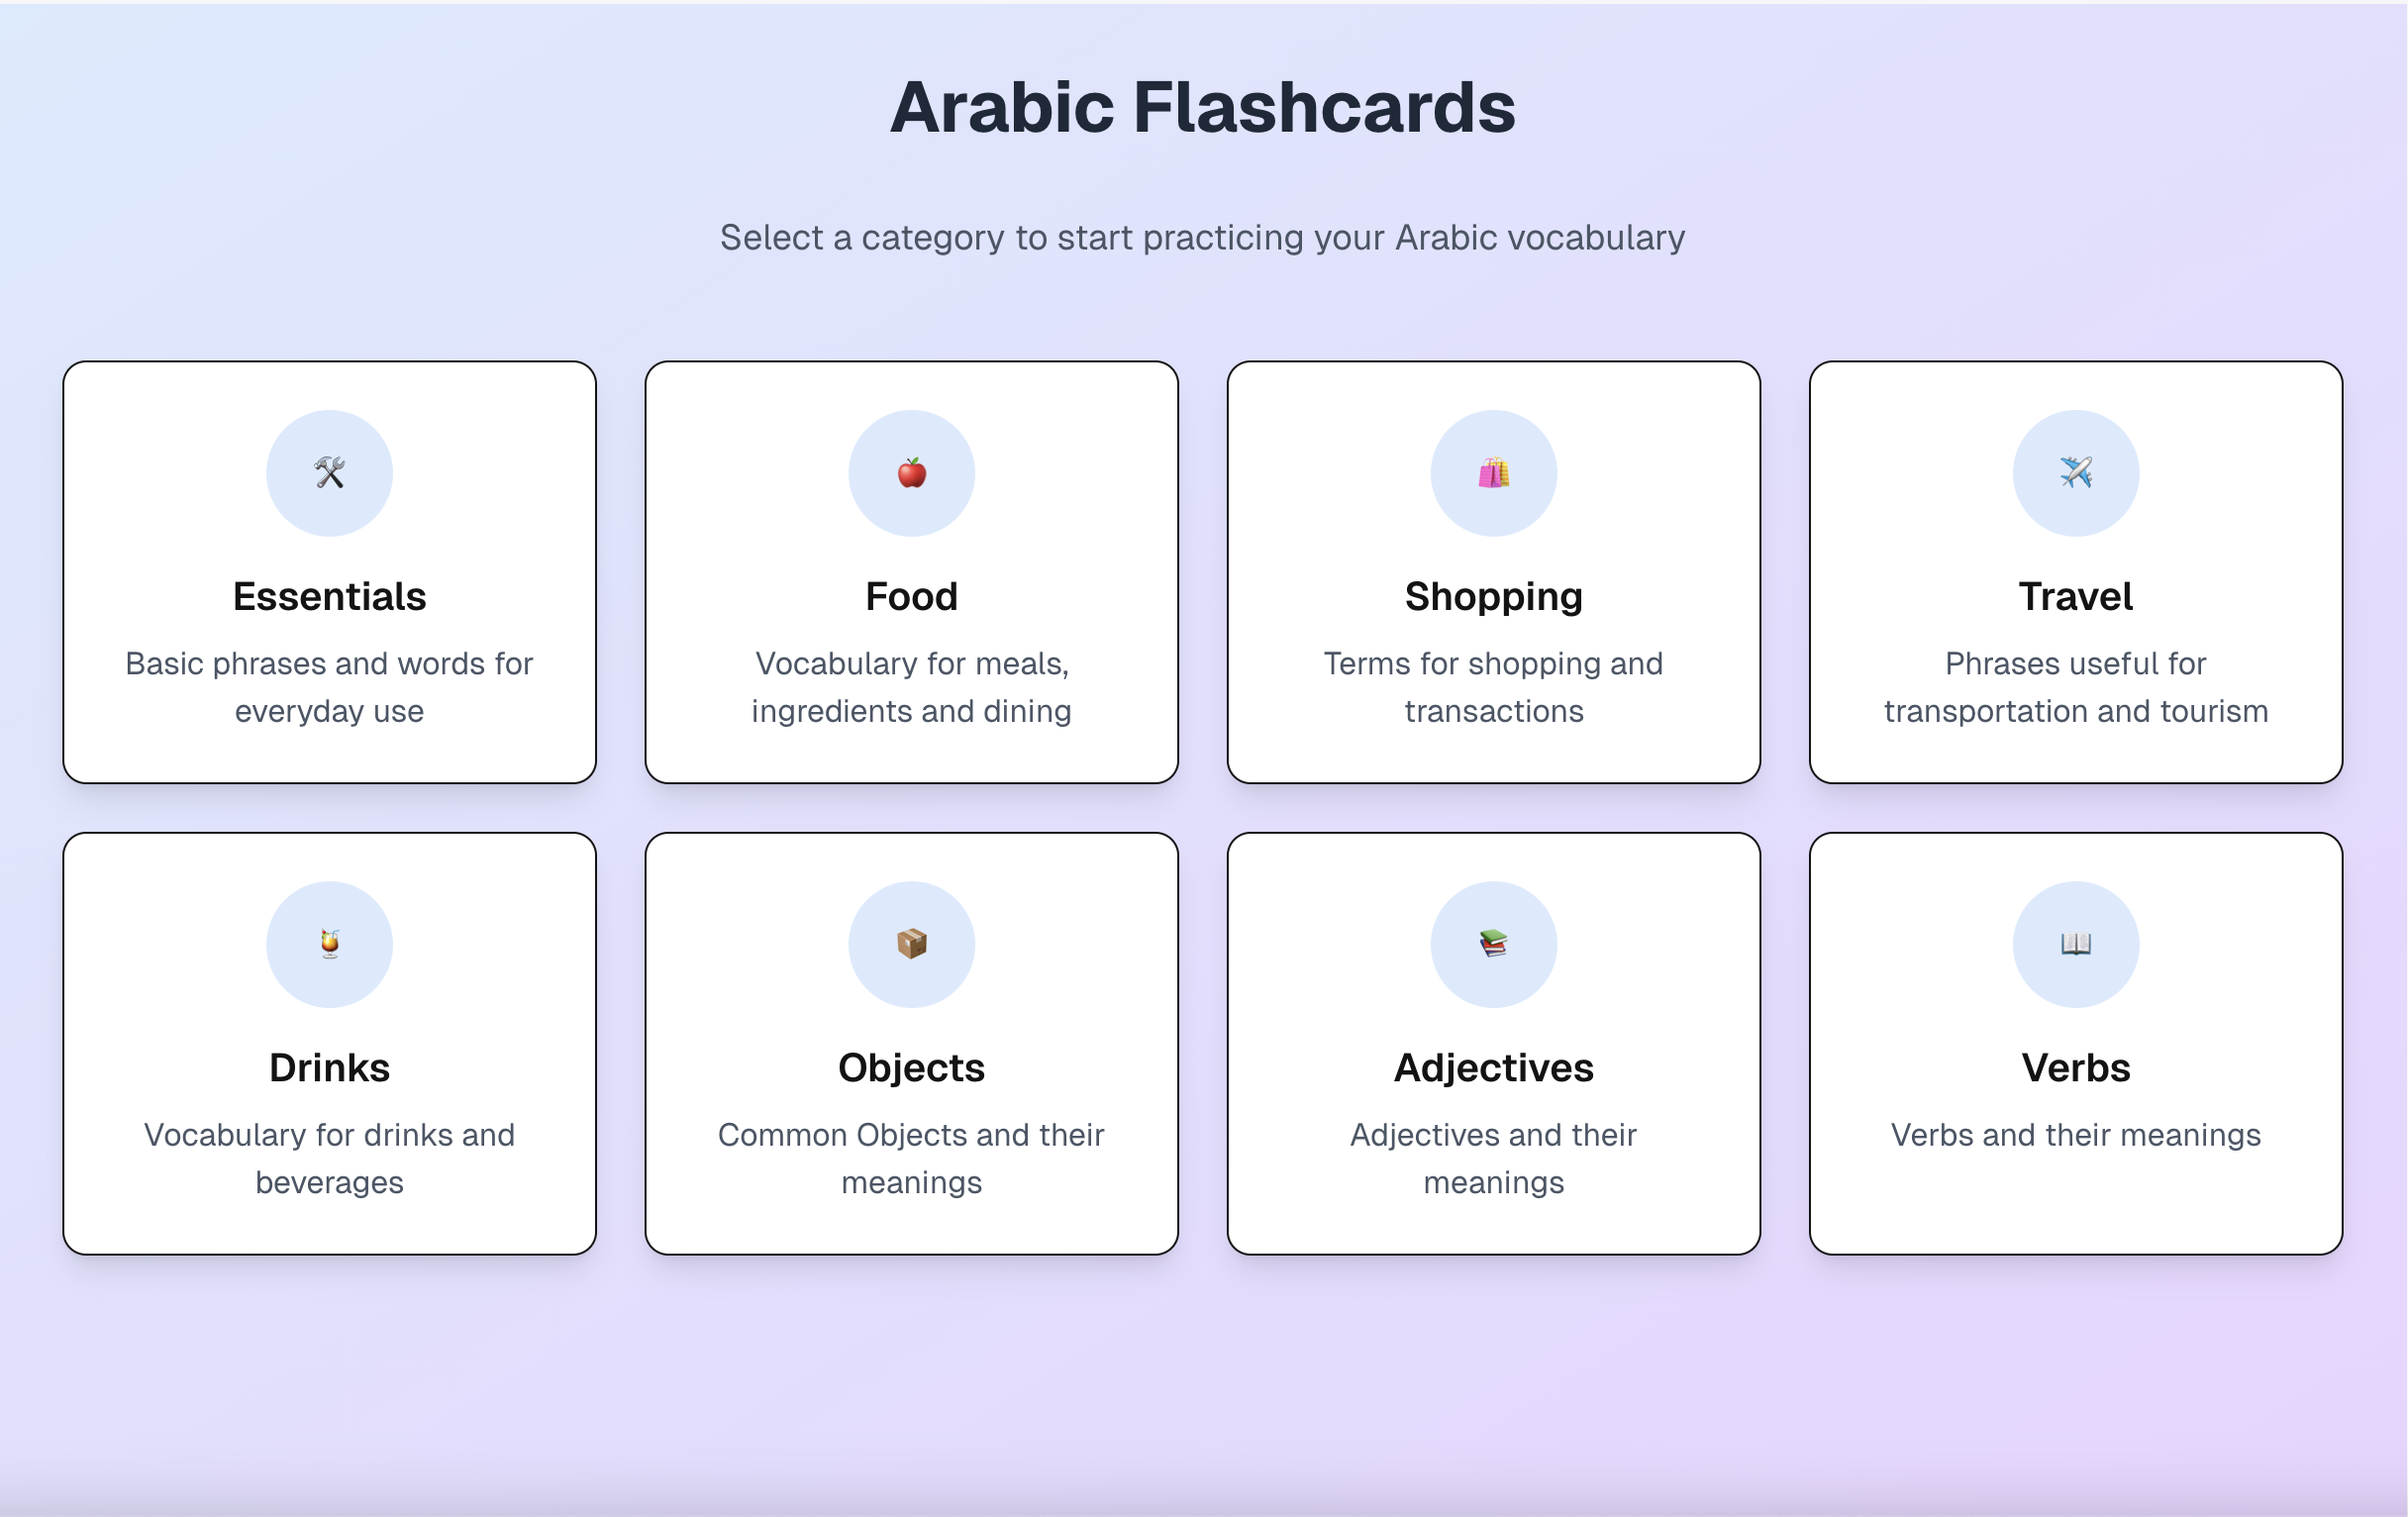 Arabic Flashcards
Select a category to start practicing your Arabic vocabulary
Essentials
Basic phrases and words for
everyday use
Food
Vocabulary for meals,
ingredients and dining
Shopping
Terms for shopping and
transactions
Travel
Phrases useful for
transportation and tourism
Drinks
Vocabulary for drinks and
beverages
Objects
Common Objects and their
meanings
Adjectives
Adjectives and their
meanings
Verbs
Verbs and their meanings